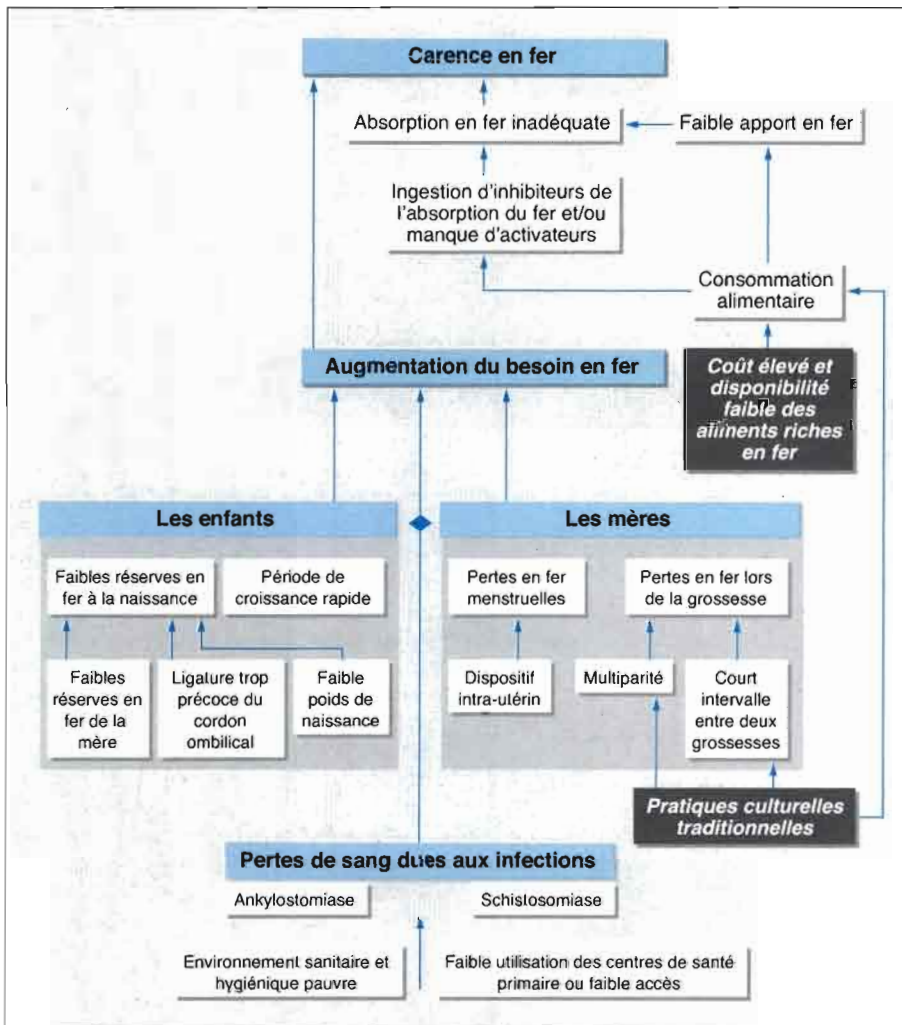 Carence en fer
Absorption en fer inadéquate
Faible apport en fer
Ingestion d'inhibiteurs de
l'absorption du fer et/ou
manque d'activateurs
Consommation
alimentaire
Augmentation du besoin en fer
Coût élevé et
disponibilité
faible des
aliments riches
en fer
Les enfants
Faibles réserves en
fer à la naissance
Période de
croissance rapide
Faibles
réserves en
fer de la
mère
Ligature trop
précoce du
cordon
ombilical
Faible
poids de
naissance
Les mères
Pertes en fer
menstruelles
Pertes en fer lors
de la grossesse
Dispositif
intra-utérin
Multiparité
Court
intervalle
entre deux
grossesses
Pratiques culturelles
traditionnelles
Pertes de sang dues aux infections
Ankylostomiase
Schistosomiase
Environnement sanitaire et
hygiénique pauvre
Faible utilisation des centres de santé
primaire ou faible accès